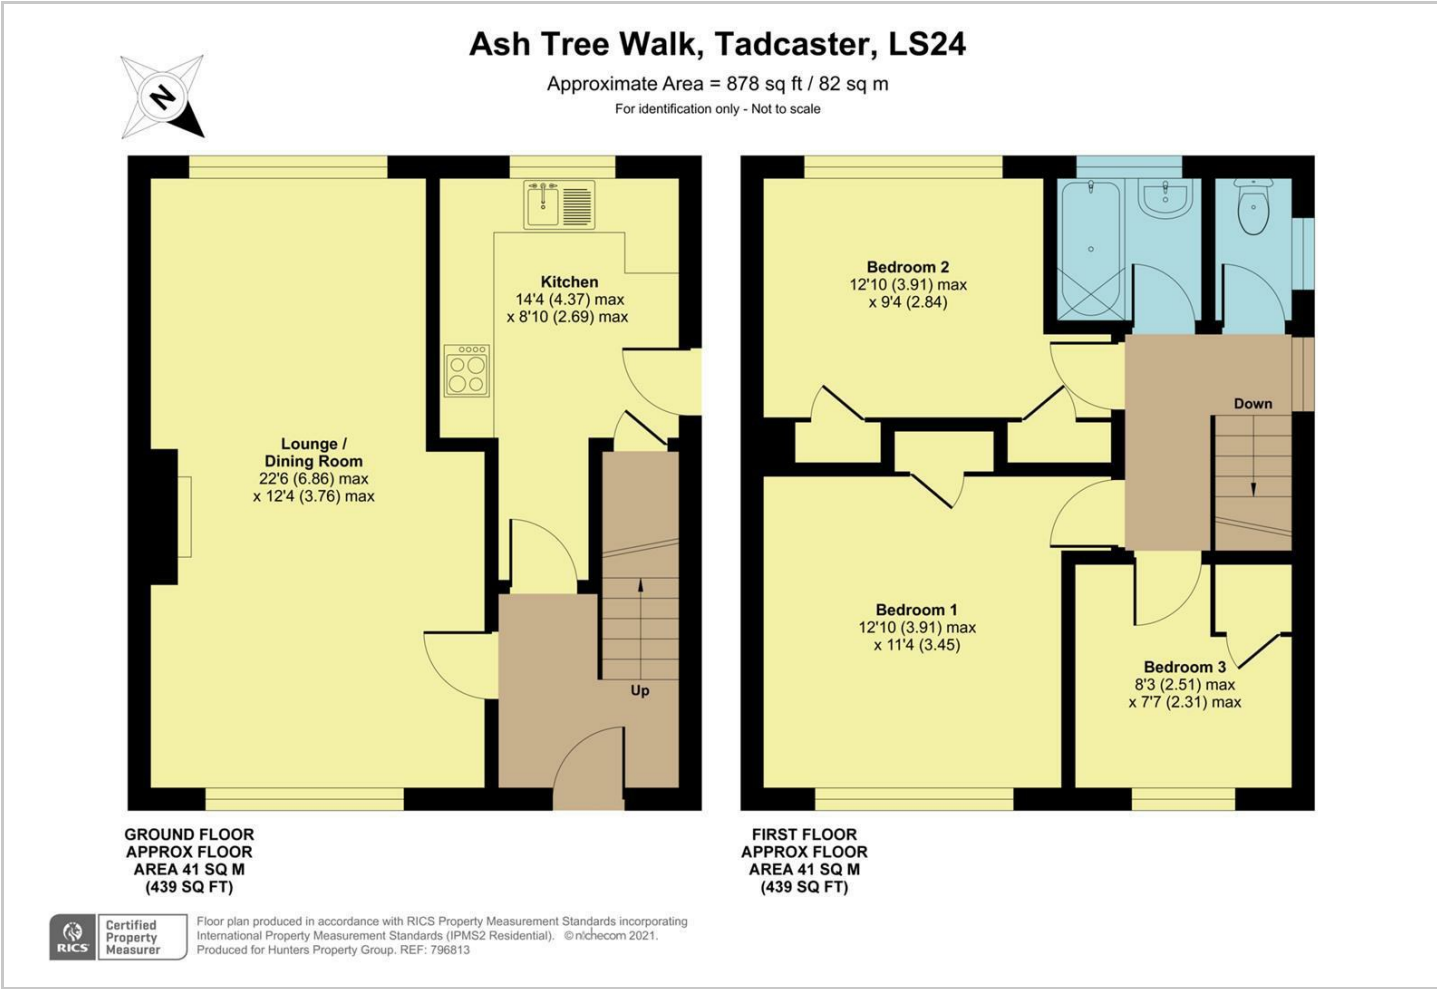 Ash Tree Walk, Tadcaster, LS24
Approximate Area = 878 sq ft / 82 sq m
For identification only - Not to scale
N
Kitchen
14'4 (4.37) max
x 8'10 (2.69) max
Lounge /
Dining Room
22'6 (6.86) max
x 12'4 (3.76) max
Up
GROUND FLOOR
APPROX FLOOR
AREA 41 SQ M
(439 SQ FT)
Bedroom 2
12'10 (3.91) max
x 9'4 (2.84)
Down
Bedroom 1
12'10 (3.91) max
x 11'4 (3.45)
Bedroom 3
8'3 (2.51) max
x 7'7 (2.31) max
FIRST FLOOR
APPROX FLOOR
AREA 41 SQ M
(439 SQ FT)
RICS
Certified
Property
Measurer
Floor plan produced in accordance with RICS Property Measurement Standards incorporating
International Property Measurement Standards (IPMS2 Residential). © nichecom 2021.
Produced for Hunters Property Group. REF: 796813